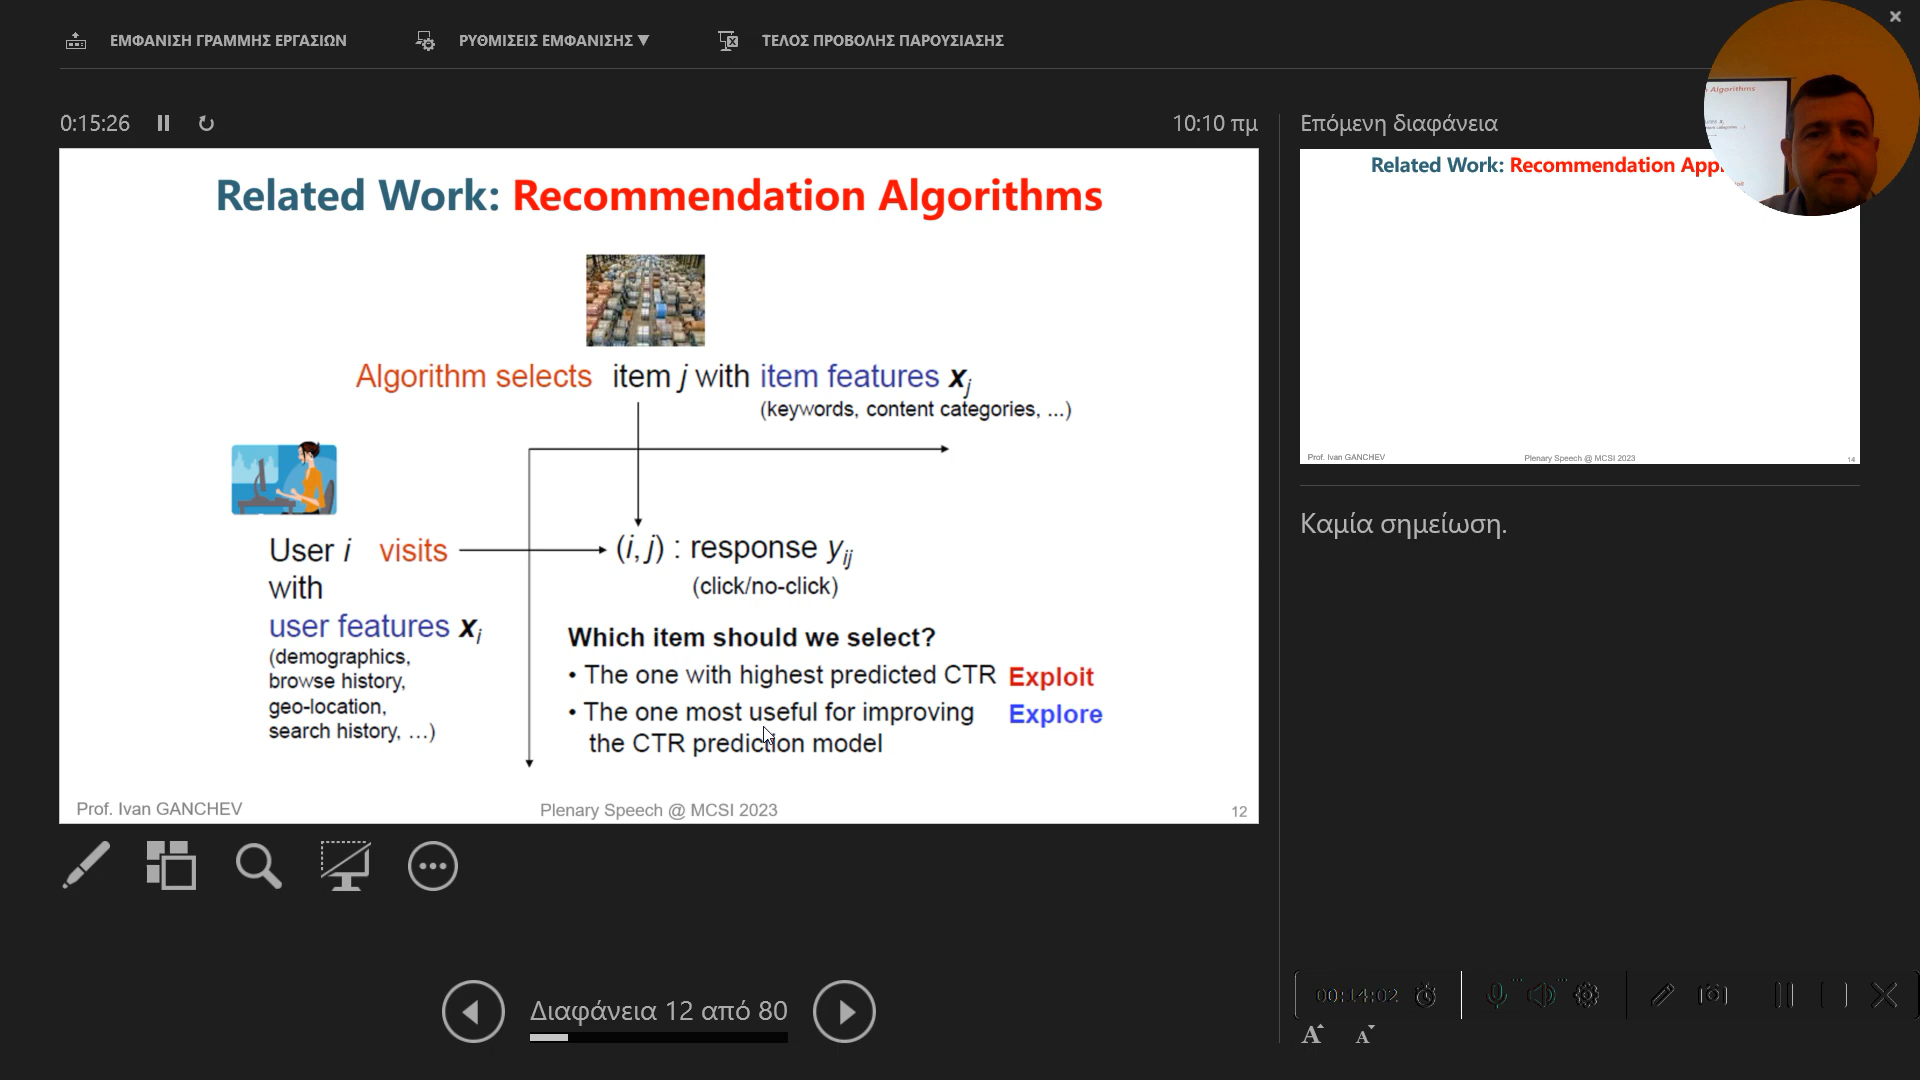 ΕΜΦΑΝΙΣΗ ΓΡΑΜΜΗΣ ΕΡΓΑΣΙΩΝ
ΡΥΘΜΙΣΕΙΣ ΕΜΦΑΝΙΣΗΣ ▼
ΤΕΛΟΣ ΠΡΟΒΟΛΗΣ ΠΑΡΟΥΣΙΑΣΗΣ
0:15:26
10:10 πμ
Related Work: Recommendation Algorithms
Algorithm selects item j with item features xj
(keywords, content categories, ...)
User i visits
with
user features xi
(demographics,
browse history,
geo-location,
search history, ...)
(i, j) : response yij
(click/no-click)
Which item should we select?
• The one with highest predicted CTR Exploit
• The one most useful for improving Explore
the CTR prediction model
Prof. Ivan GANCHEV
Plenary Speech @ MCSI 2023
12
Διαφάνεια 12 από 80
Επόμενη διαφάνεια
Algorithms
Related Work: Recommendation App
Prof. Ivan GANCHEV
Plenary Speech @ MCSI 2023
14
Καμία σημείωση.
00:14:02
A A